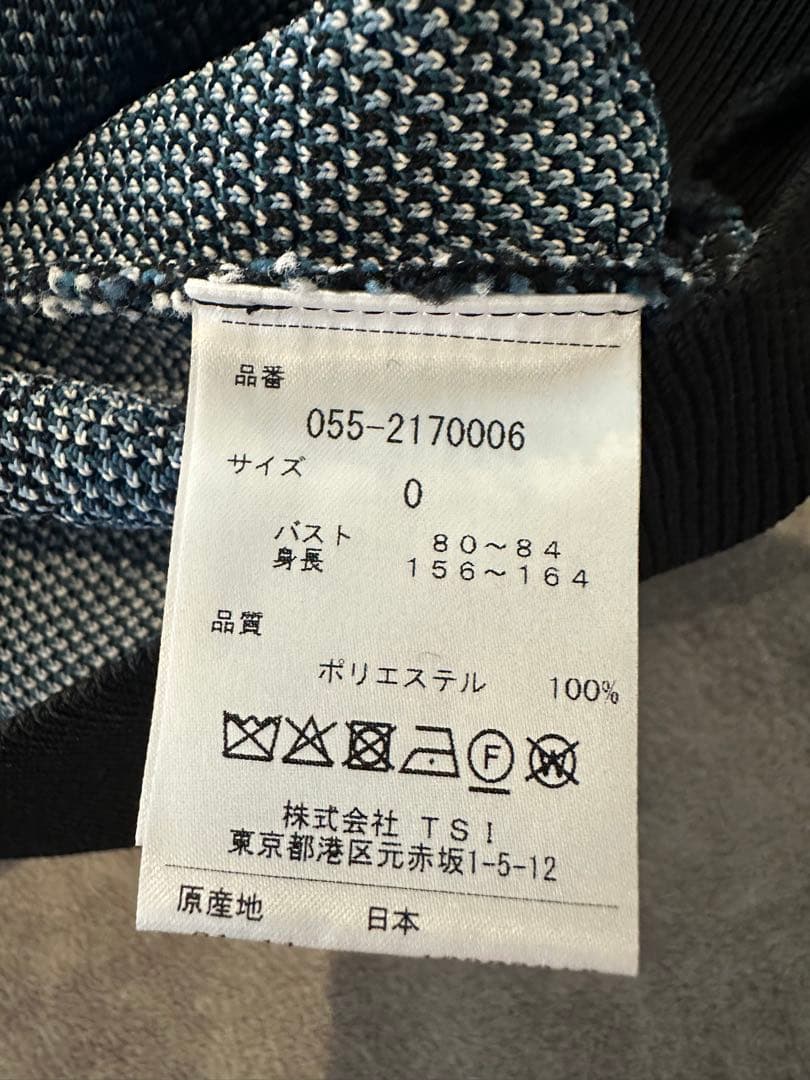 品番
055-2170006
サイズ
0
バスト 80～84
身長 156～164
品質
ポリエステル 100%
F W
株式会社 TSI
東京都港区元赤坂1-5-12
原産地 日本